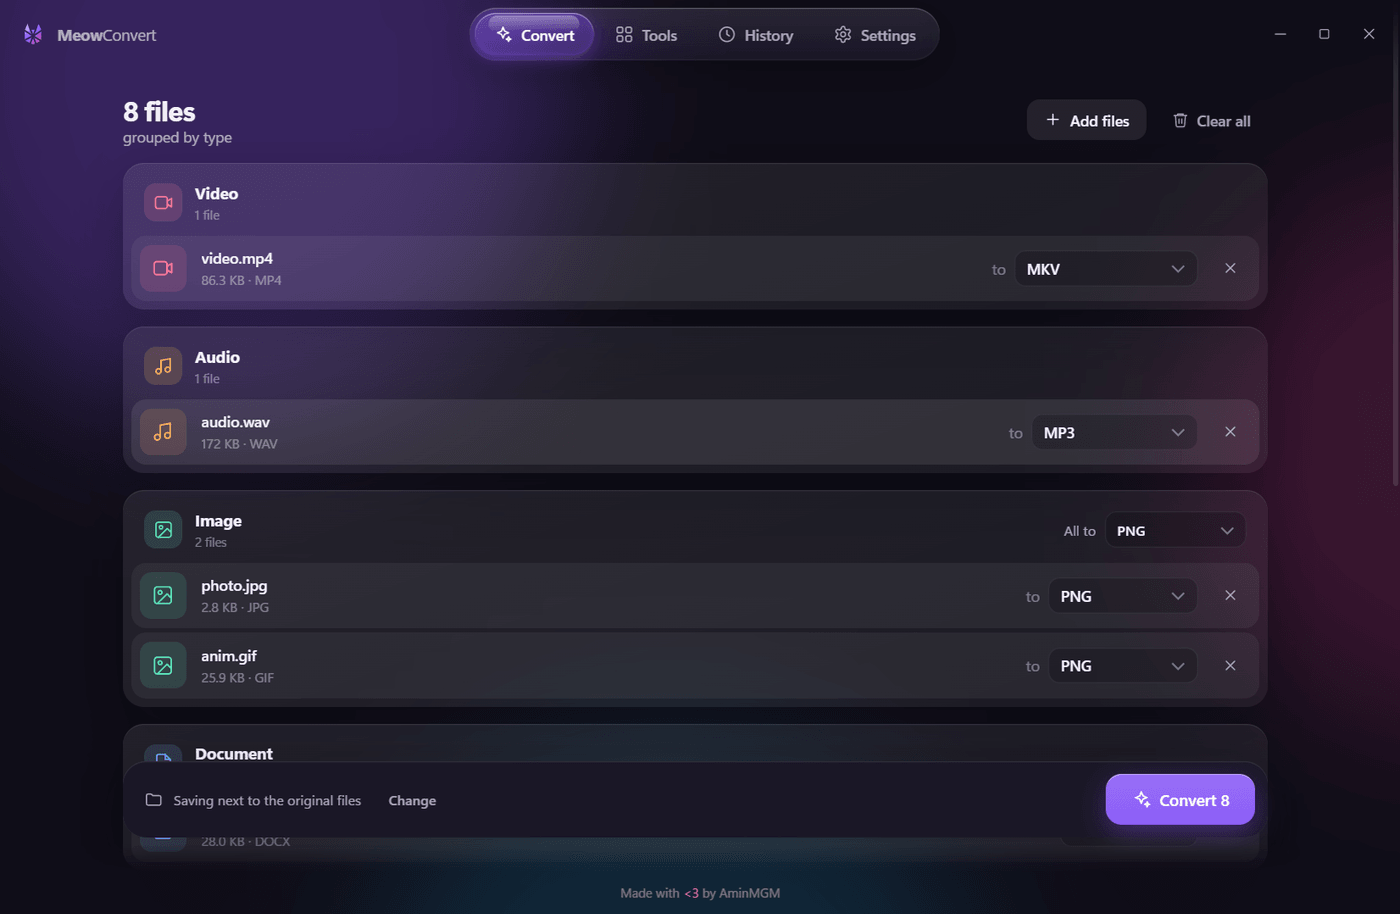 MeowConvert
Convert
Tools
History
Settings
8 files
grouped by type
+ Add files
Clear all
Video
1 file
video.mp4
86.3 KB · MP4
to
MKV
Audio
1 file
audio.wav
172 KB · WAV
to
MP3
Image
2 files
All to
PNG
photo.jpg
2.8 KB · JPG
to
PNG
anim.gif
25.9 KB · GIF
to
PNG
Document
Saving next to the original files
Change
Convert 8
28.0 KB · DOCX
Made with <3 by AminMGM